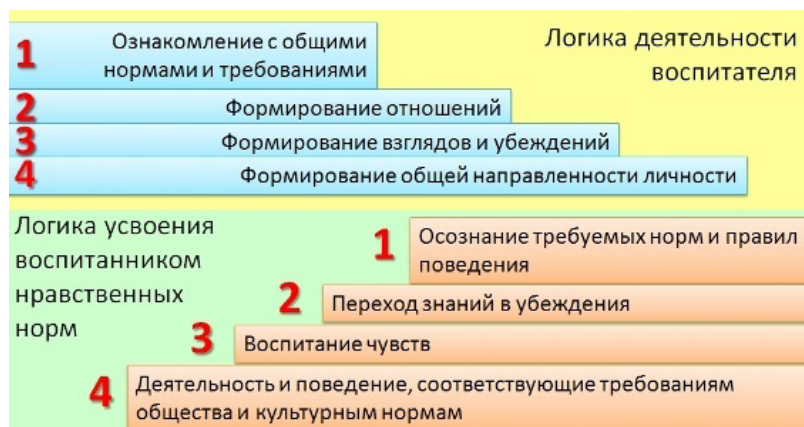 Логика деятельности
воспитателя
1
Ознакомление с общими
нормами и требованиями
2
Формирование отношений
3
Формирование взглядов и убеждений
4
Формирование общей направленности личности
Логика усвоения
воспитанником
нравственных
норм
1
Осознание требуемых норм и правил
поведения
2
Переход знаний в убеждения
3
Воспитание чувств
4
Деятельность и поведение, соответствующие требованиям
общества и культурным нормам